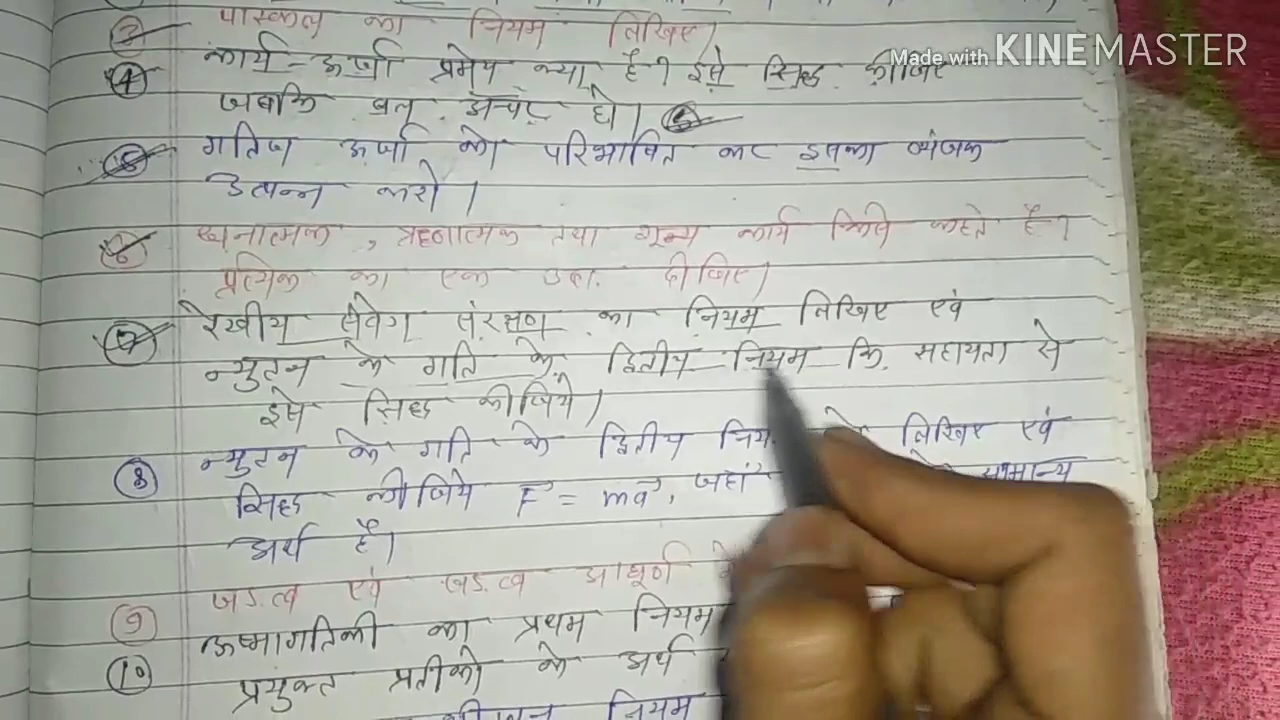 ③ पास्कल का नियम लिखिए।
Made with KINEMASTER
④ कार्य-ऊर्जा प्रमेय क्या है? इसे सिद्ध कीजिए
जबकि बल अचर हो।
⑤ गतिज ऊर्जा को परिभाषित कर इसका व्यंजक
उत्पन्न करो।
⑥ धनात्मक, ऋणात्मक तथा शून्य कार्य किसे कहते है?
प्रत्येक का एक उदा. दीजिए।
⑦ रेखीय संवेग संरक्षण का नियम लिखिए एवं
न्युटन के गति के द्वितीय नियम कि सहायता से
इसे सिद्ध कीजिये।
⑧ न्युटन के गति के द्वितीय लिखिए एवं
सिद्ध कीजिये F = ma, जहां सामान्य
अर्थ है।
⑨ जड़त्व एवं जड़त्व आघूर्ण
⑩ ऊष्मागतिकी का प्रथम नियम
प्रयुक्त प्रतीको के अर्थ
नियम